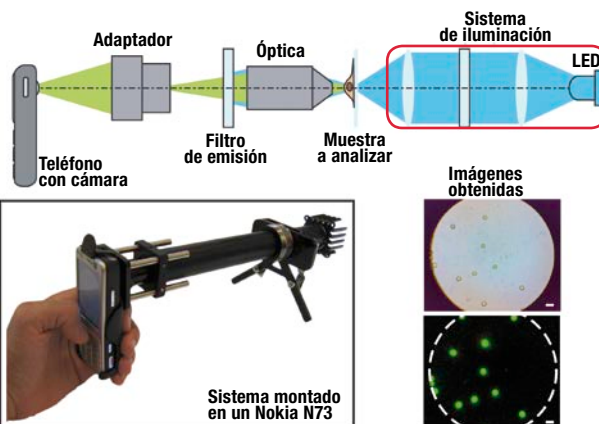 Sistema
de iluminación
Adaptador
Óptica
LED
Filtro
de emisión
Muestra
a analizar
Teléfono
con cámara
Imágenes
obtenidas
Sistema montado
en un Nokia N73